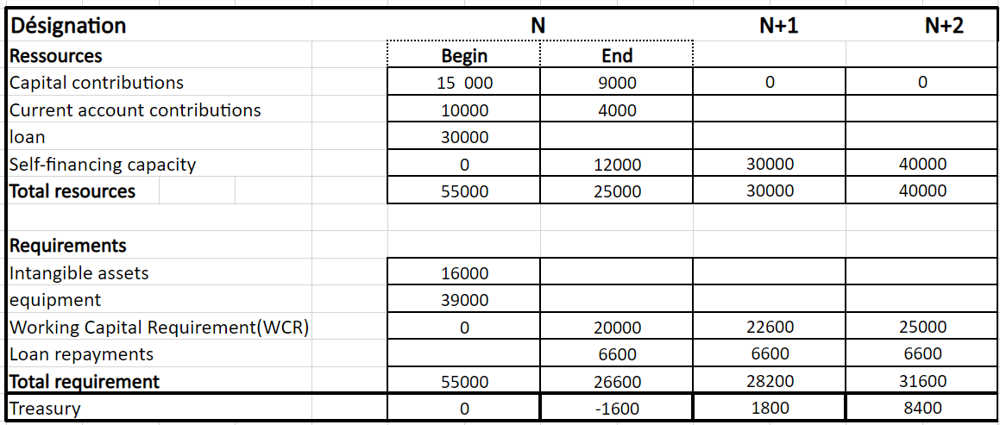 Désignation N N+1 N+2
Ressources Begin End
Capital contributions 15 000 9000 0 0
Current account contributions 10000 4000
loan 30000
Self-financing capacity 0 12000 30000 40000
Total resources 55000 25000 30000 40000
Requirements
Intangible assets 16000
equipment 39000
Working Capital Requirement(WCR) 0 20000 22600 25000
Loan repayments 6600 6600 6600
Total requirement 55000 26600 28200 31600
Treasury 0 -1600 1800 8400